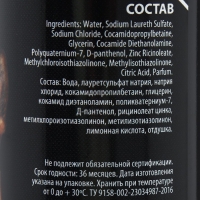 СОСТАВ
Ingredients: Water, Sodium Laureth Sulfate,
Sodium Chloride, Cocamidopropylbetaine,
Glycerin, Cocamide Diethanolamine,
Polyquaternium-7, D-panthenol, Zinc Ricinoleate,
Methylchloroisothiazolinone, Methylisothiazolinone,
Citric Acid, Parfum.
Состав: Вода, лауретсульфат натрия, натрия
хлорид, кокамидопропилбетаин, глицерин,
кокамид диэтаноламин, поликватерниум-7,
Д-пантенол, рицинолеат цинка,
метилхлороизотиазолинон, метилизотиазолинон,
лимонная кислота, отдушка.
Не подлежит обязательной сертификации.
Срок годности: 36 месяцев. Дата изготовления
указана на упаковке. Хранить при температуре
от 0 до + 30°С. ТУ 9158-002-23034987-2016